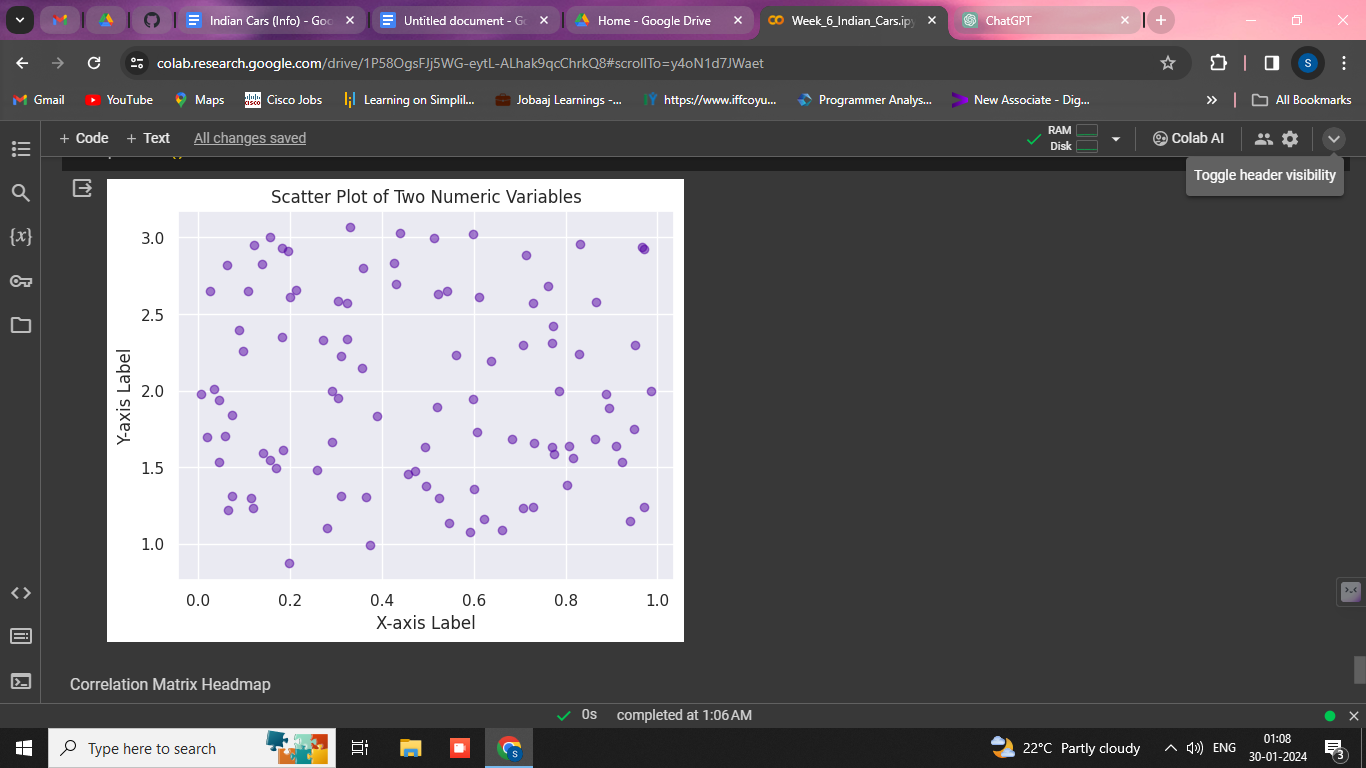 Indian Cars (Info) - Goo
Untitled document - Go
Home - Google Drive
Week_6_Indian_Cars.ipy
ChatGPT
colab.research.google.com/drive/1P58OgsFJj5WG-eytL-ALhak9qcChrkQ8#scrollTo=y4oN1d7JWaet
S
Gmail
YouTube
Maps
Cisco Jobs
Learning on Simplil...
Jobaaj Learnings -...
https://www.iffcoyu...
Programmer Analys...
New Associate - Dig...
»
All Bookmarks
+ Code
+ Text
All changes saved
RAM
Disk
Colab AI
Toggle header visibility
{x}
Scatter Plot of Two Numeric Variables
3.0
2.5
2.0
1.5
1.0
Y-axis Label
0.0 0.2 0.4 0.6 0.8 1.0
X-axis Label
Correlation Matrix Headmap
0s completed at 1:06 AM
Type here to search
22°C Partly cloudy
ENG
01:08
30-01-2024
3